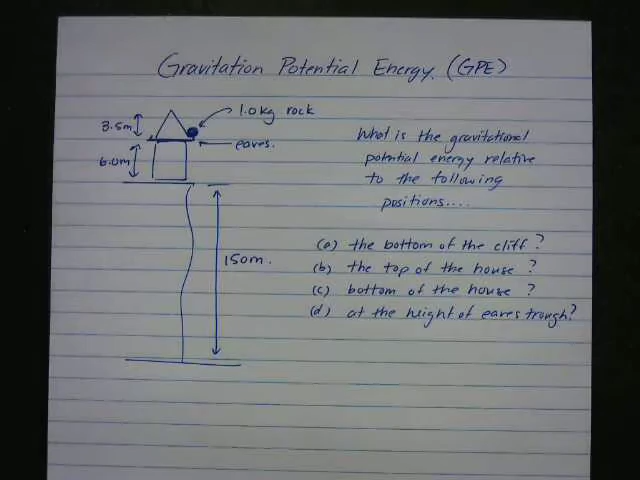 Gravitation Potential Energy. (GPE)
1.0kg rock
3.5m
eaves.
6.0m
What is the gravitational
potential energy relative
to the following
positions....
150m.
(a) the bottom of the cliff?
(b) the top of the house?
(c) bottom of the house?
(d) at the height of eaves trough?